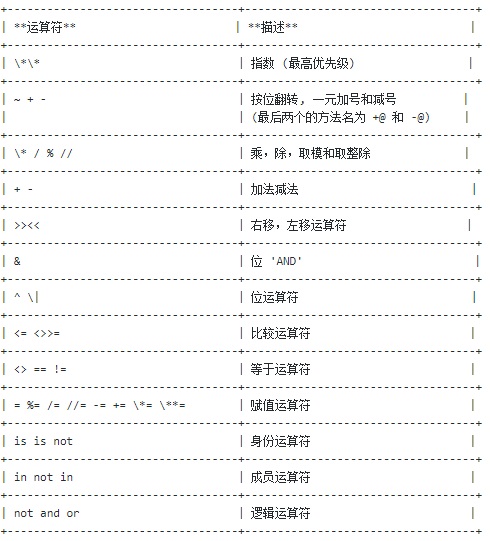 +---------------------------------------+---------------------------------------+
| **运算符** | **描述** |
+---------------------------------------+---------------------------------------+
| \*\* | 指数 (最高优先级) |
+---------------------------------------+---------------------------------------+
| ~ + - | 按位翻转, 一元加号和减号 |
| | (最后两个的方法名为 +@ 和 -@) |
+---------------------------------------+---------------------------------------+
| \* / % // | 乘，除，取模和取整除 |
+---------------------------------------+---------------------------------------+
| + - | 加法减法 |
+---------------------------------------+---------------------------------------+
| >><< | 右移，左移运算符 |
+---------------------------------------+---------------------------------------+
| & | 位 'AND' |
+---------------------------------------+---------------------------------------+
| ^ \| | 位运算符 |
+---------------------------------------+---------------------------------------+
| <= <>>= | 比较运算符 |
+---------------------------------------+---------------------------------------+
| <> == != | 等于运算符 |
+---------------------------------------+---------------------------------------+
| = %= /= //= -= += \*= \**= | 赋值运算符 |
+---------------------------------------+---------------------------------------+
| is is not | 身份运算符 |
+---------------------------------------+---------------------------------------+
| in not in | 成员运算符 |
+---------------------------------------+---------------------------------------+
| not and or | 逻辑运算符 |
+---------------------------------------+---------------------------------------+